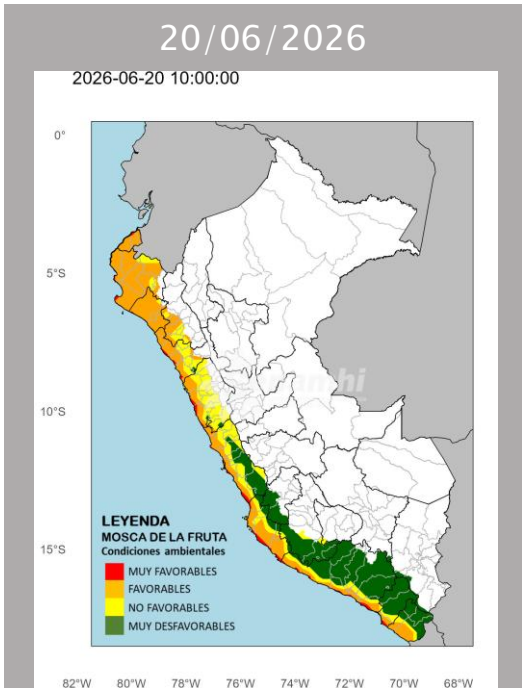 20/06/2026
2026-06-20 10:00:00
0°
5°S
10°S
15°S
LEYENDA
MOSCA DE LA FRUTA
Condiciones ambientales
MUY FAVORABLES
FAVORABLES
NO FAVORABLES
MUY DESFAVORABLES
82°W 80°W 78°W 76°W 74°W 72°W 70°W 68°W